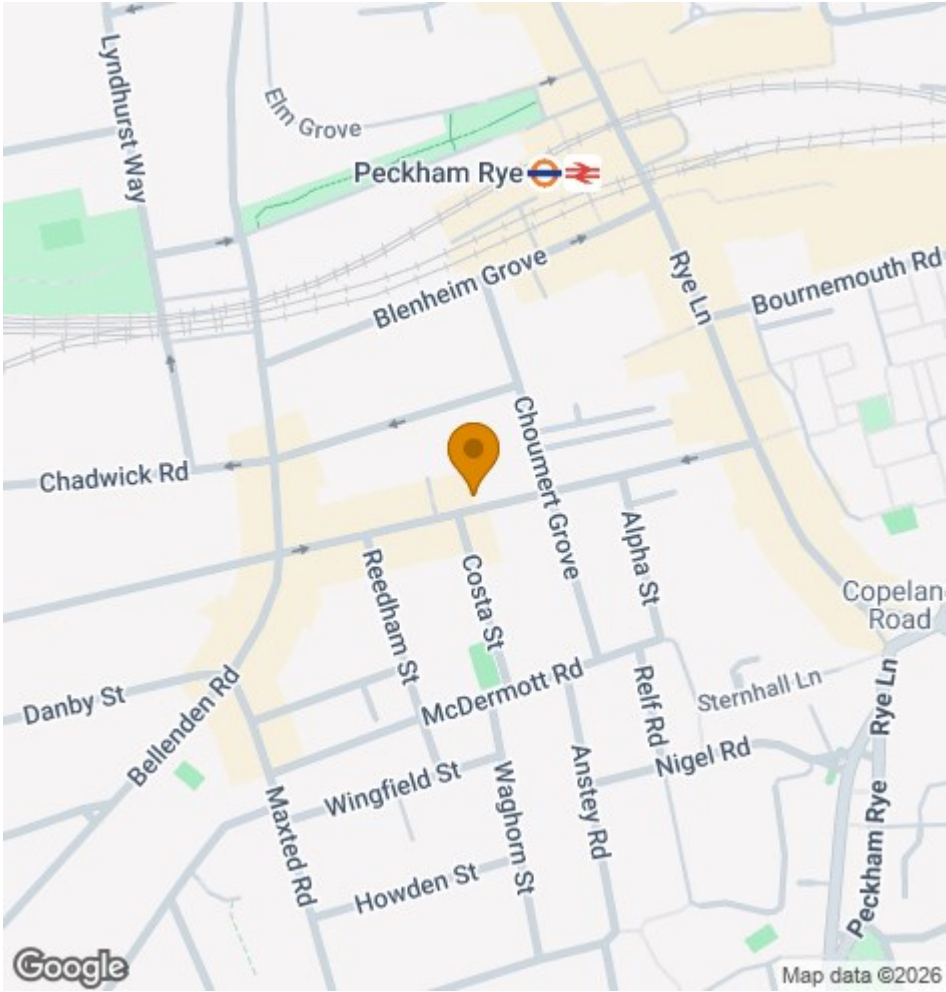 Lyndhurst Way
Elm Grove
Peckham Rye
Blenheim Grove
Rye Ln
Bournemouth Rd
Choumert Grove
Chadwick Rd
Alpha St
Reedham St
Costa St
Copelan
Road
McDermott Rd
Relf Rd
Sternhall Ln
Rye Ln
Danby St
Bellenden Rd
Nigel Rd
Wingfield St
Waghorn St
Anstey Rd
Maxted Rd
Howden St
Peckham Rye
Google
Map data ©2026